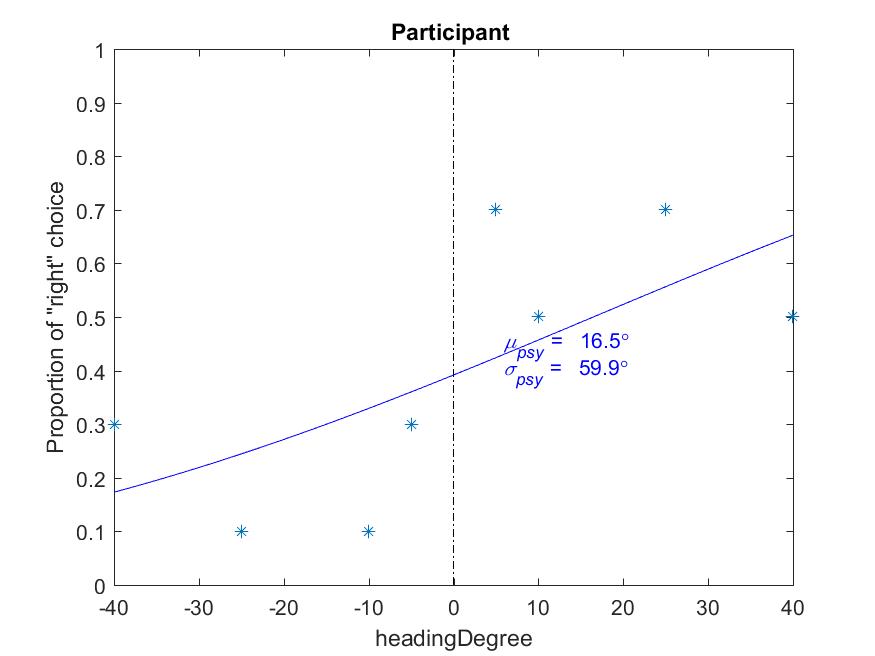 Participant
1
0.9
0.8
0.7
0.6
0.5
0.4
0.3
0.2
0.1
0
Proportion of "right" choice
μpsy = 16.5°
σpsy = 59.9°
-40 -30 -20 -10 0 10 20 30 40
headingDegree